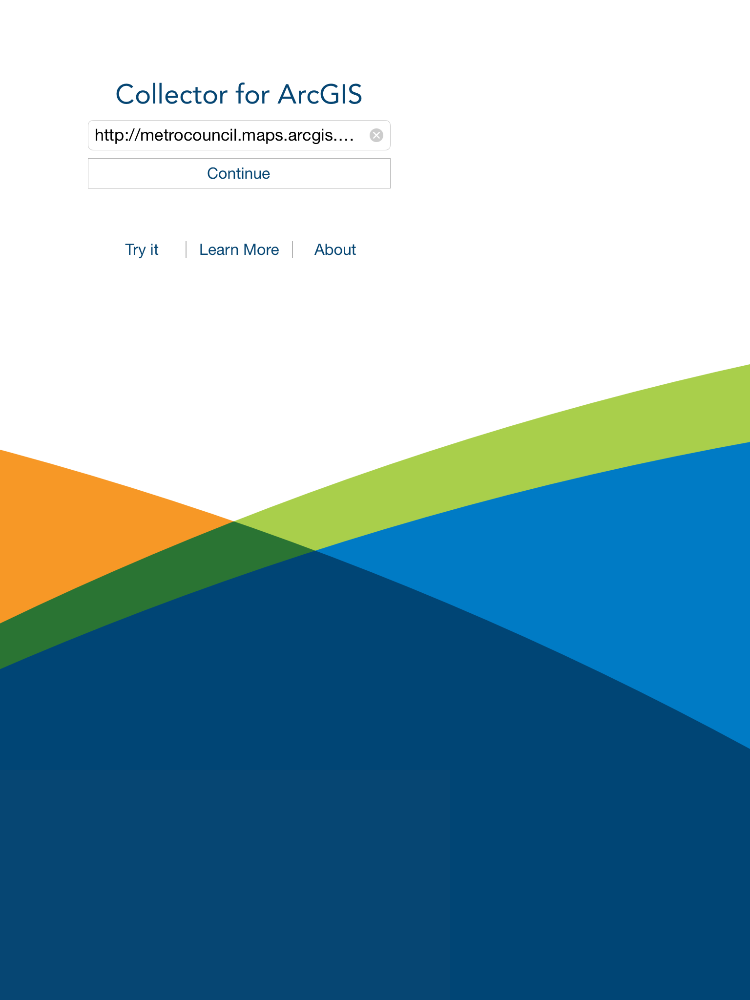 Collector for ArcGIS
http://metrocouncil.maps.arcgis.…
Continue
Try it
Learn More
About